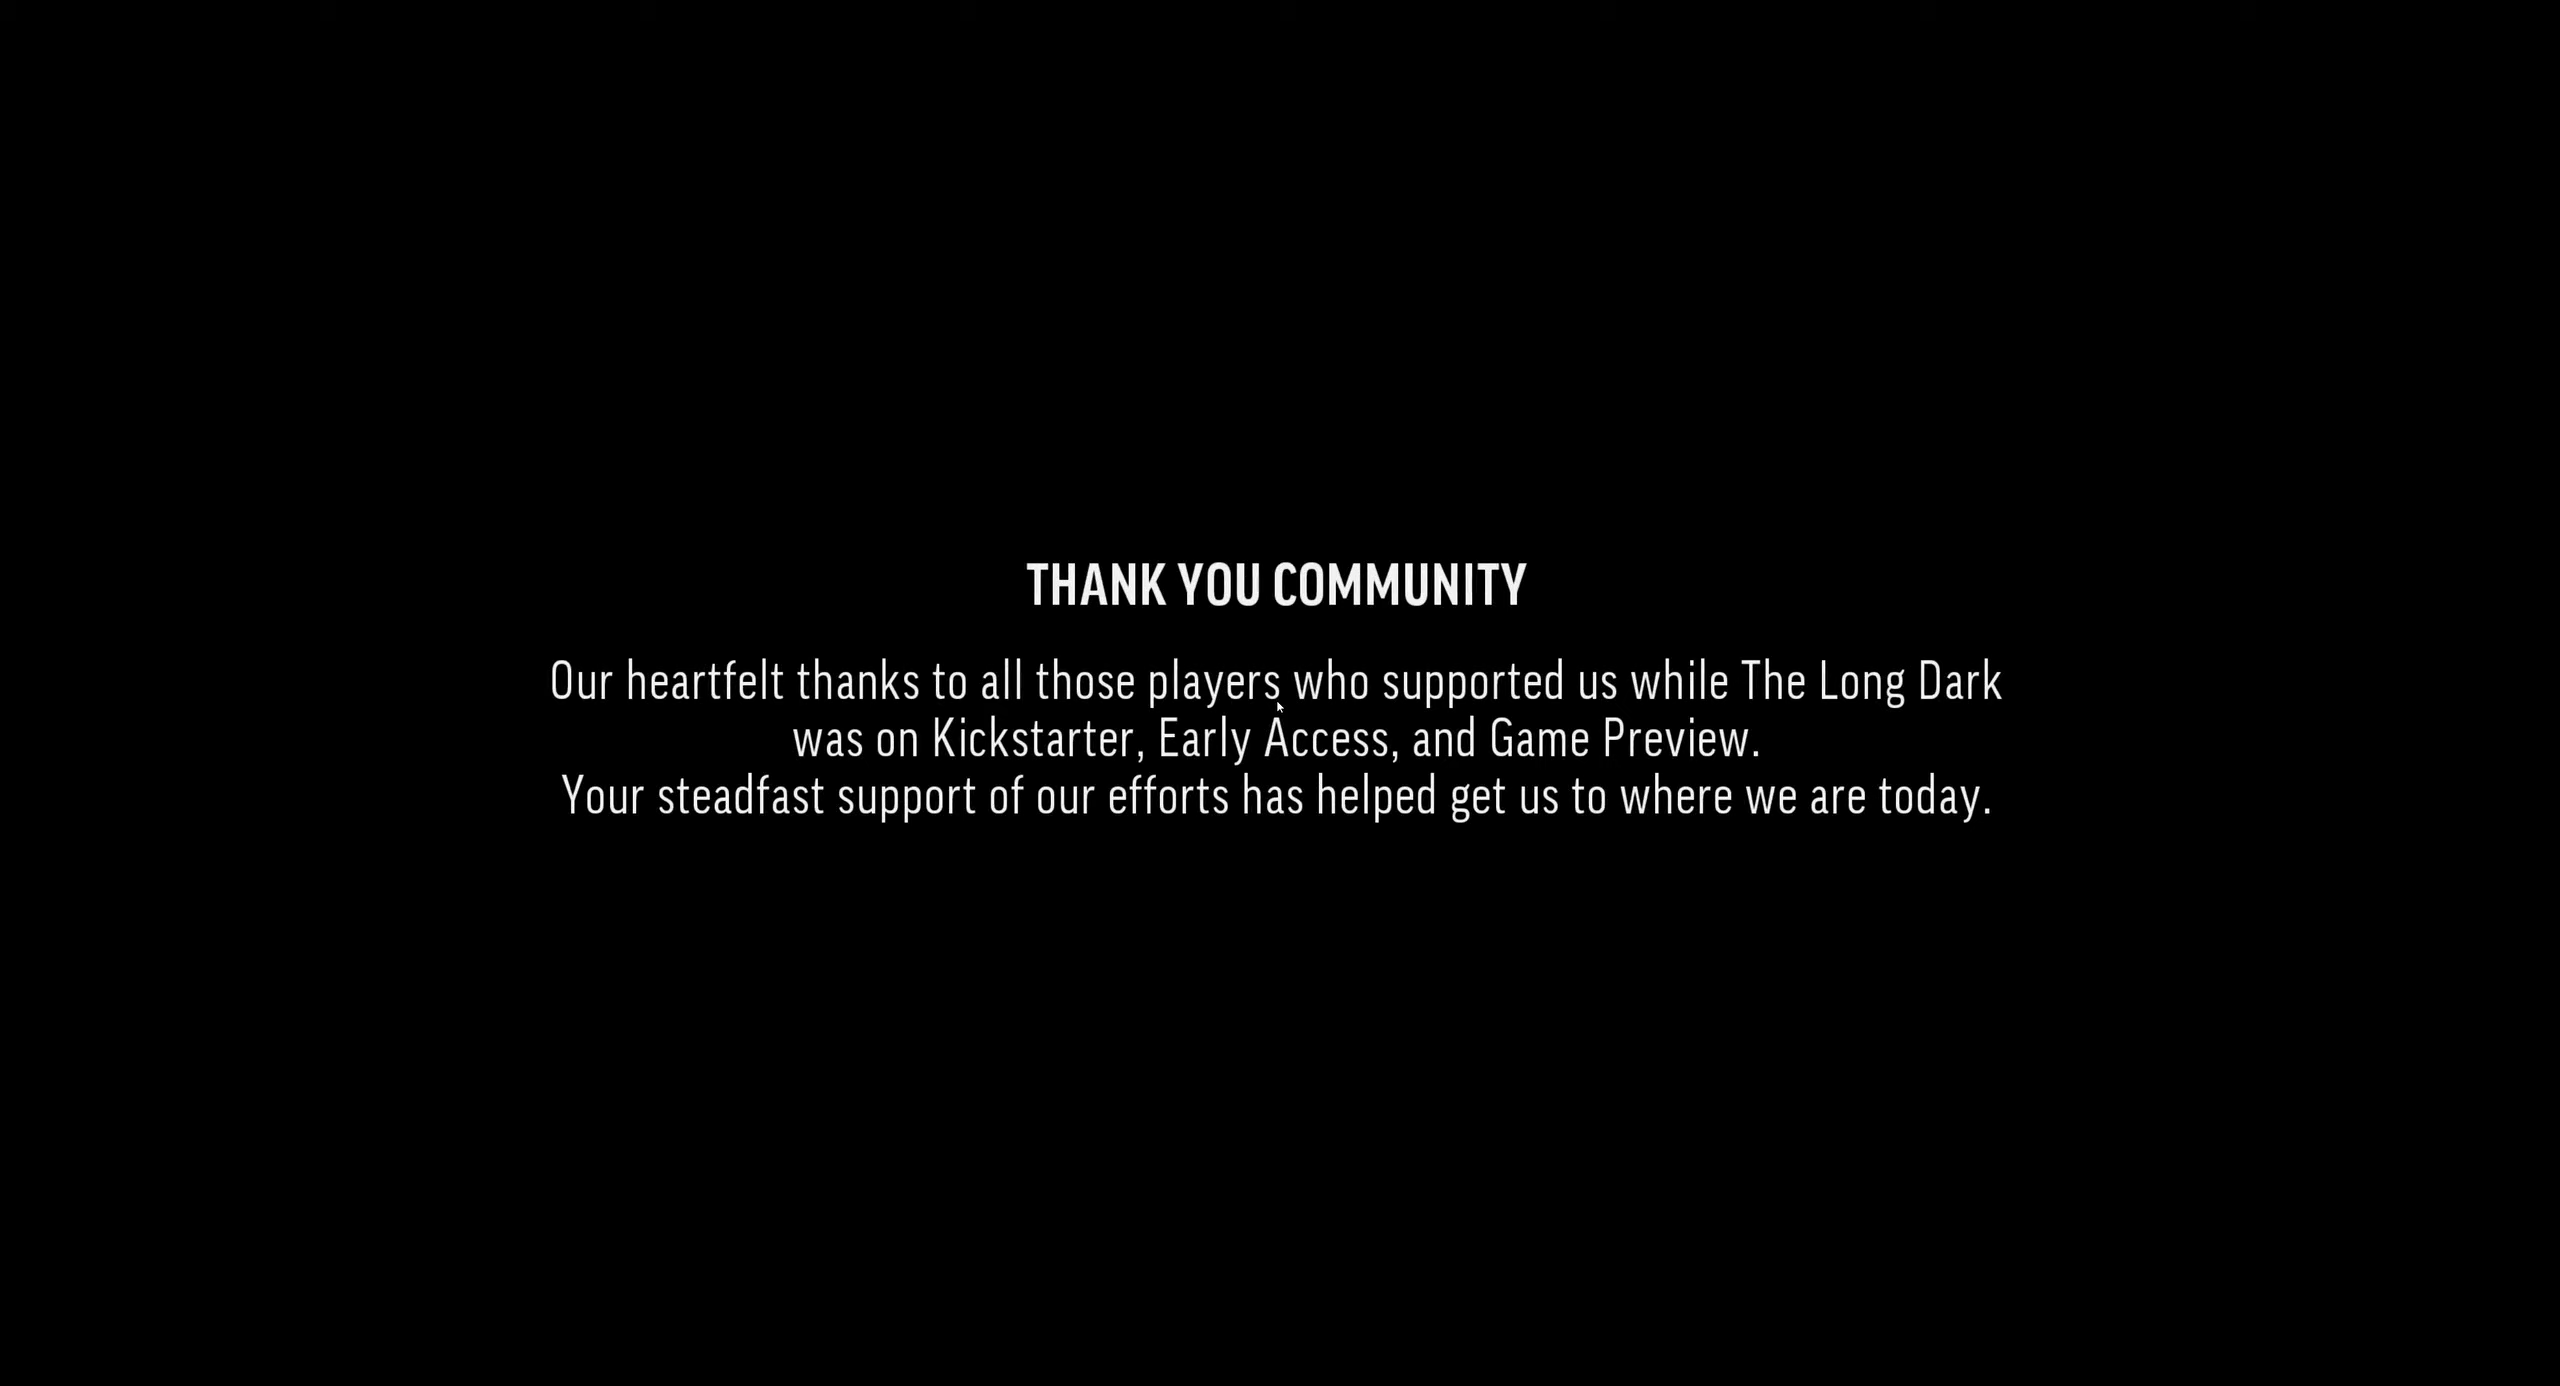 THANK YOU COMMUNITY
Our heartfelt thanks to all those players who supported us while The Long Dark
was on Kickstarter, Early Access, and Game Preview.
Your steadfast support of our efforts has helped get us to where we are today.